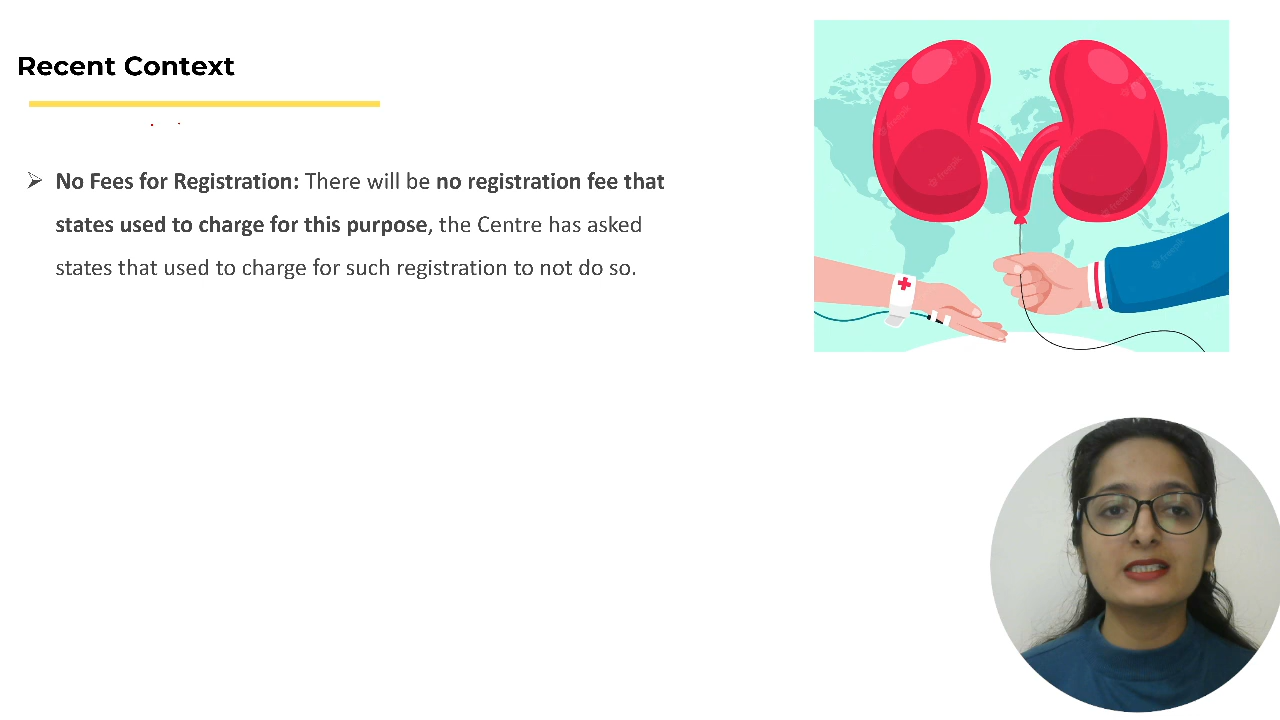 Recent Context
➢ No Fees for Registration: There will be no registration fee that
states used to charge for this purpose, the Centre has asked
states that used to charge for such registration to not do so.